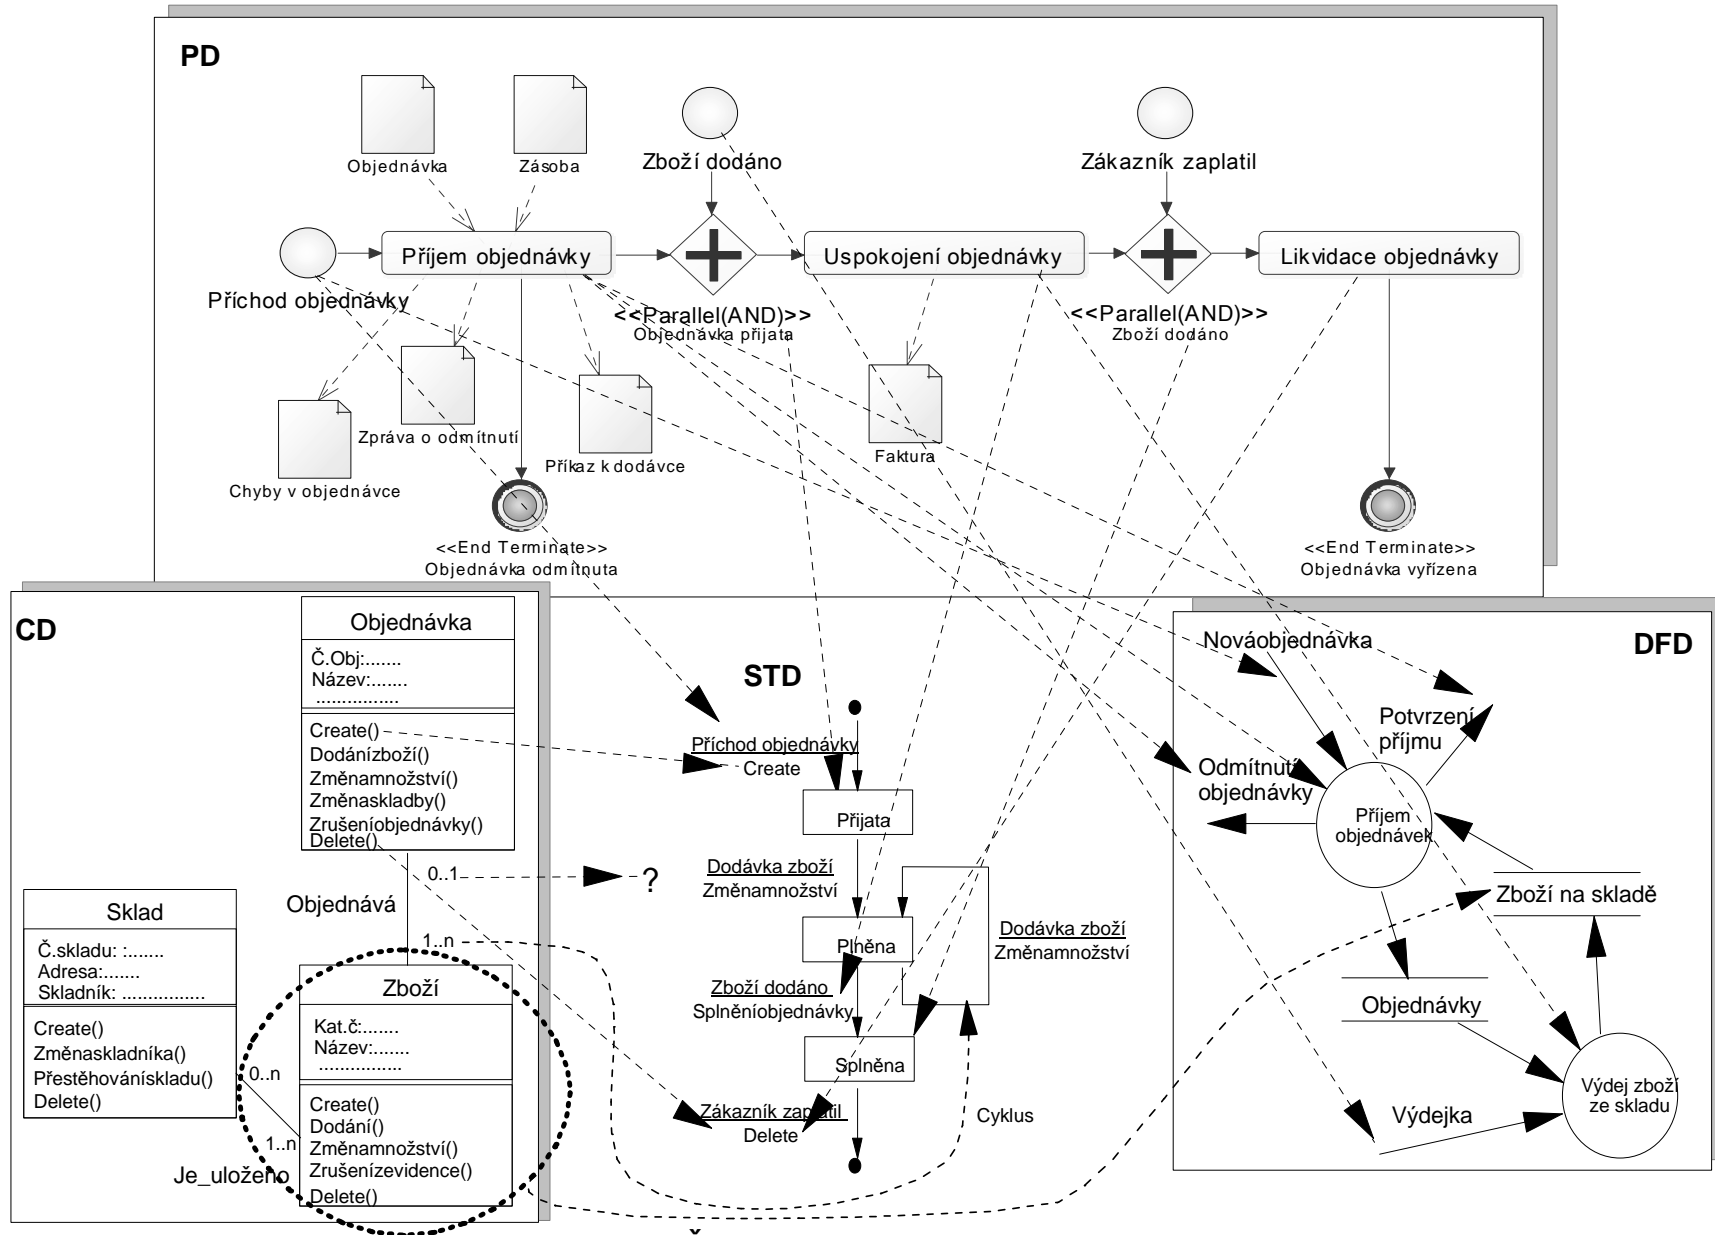 PD
Objednávka
Zásoba
Zboží dodáno
Zákazník zaplatil
Příjem objednávky
Uspokojení objednávky
Likvidace objednávky
Příchod objednávky
<<Parallel(AND)>>
Objednávka přijata
<<Parallel(AND)>>
Zboží dodáno
Chyby v objednávce
Zpráva o odmítnutí
Příkaz k dodávce
Faktura
<<End Terminate>>
Objednávka odmítnuta
<<End Terminate>>
Objednávka vyřízena
CD
Objednávka
Č.Obj:.......
Název:.......
................
Create()
Dodánízboží()
Změnamnožství()
Změnaskladby()
Zrušeníobjednávky()
Delete()
0..1
?
Objednává
1..n
Sklad
Č.skladu: :.......
Adresa:.......
Skladník: ................
Create()
Změnaskladníka()
Přestěhovánískladu()
Delete()
0..n
1..n
Je_uloženo
Zboží
Kat.č:.......
Název:.......
................
Create()
Dodání()
Změnamnožství()
Zrušenízevidence()
Delete()
STD
Příchod objednávky
Create
Přijata
Dodávka zboží
Změnamnožství
Plněna
Dodávka zboží
Změnamnožství
Zboží dodáno
Splněníobjednávky
Splněna
Zákazník zaplatil
Delete
Cyklus
DFD
Nováobjednávka
Potvrzení
příjmu
Odmítnutí
objednávky
Příjem
objednávek
Zboží na skladě
Objednávky
Výdejka
Výdej zboží
ze skladu